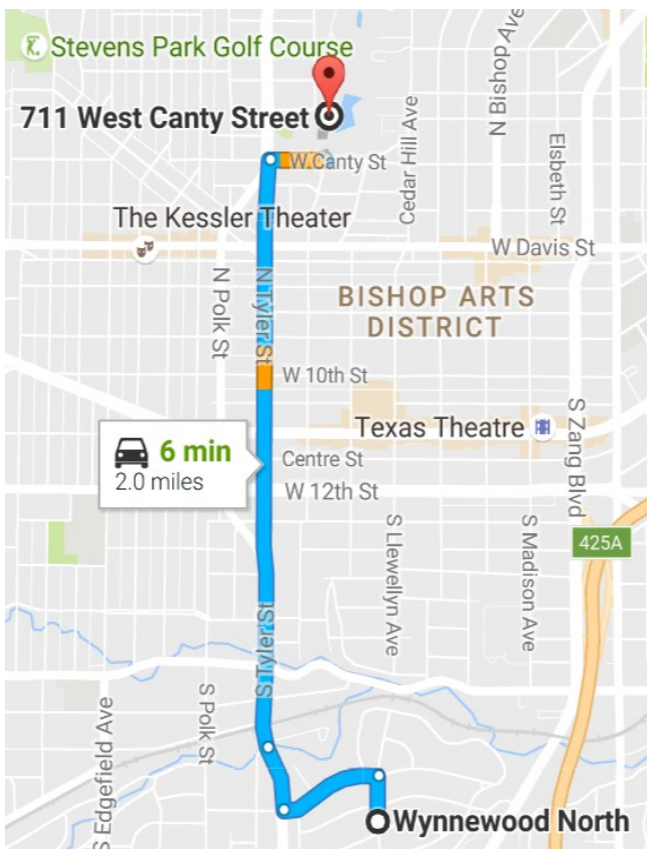 Stevens Park Golf Course
N Bishop Ave
711 West Canty Street
W Canty St
Cedar Hill Ave
Elsbeth St
The Kessler Theater
W Davis St
N Polk St
N Tyler St
BISHOP ARTS
DISTRICT
W 10th St
Texas Theatre
S Zang Blvd
6 min
2.0 miles
Centre St
W 12th St
S Llewellyn Ave
S Madison Ave
425A
S Tyler St
S Polk St
S Edgefield Ave
Wynnewood North